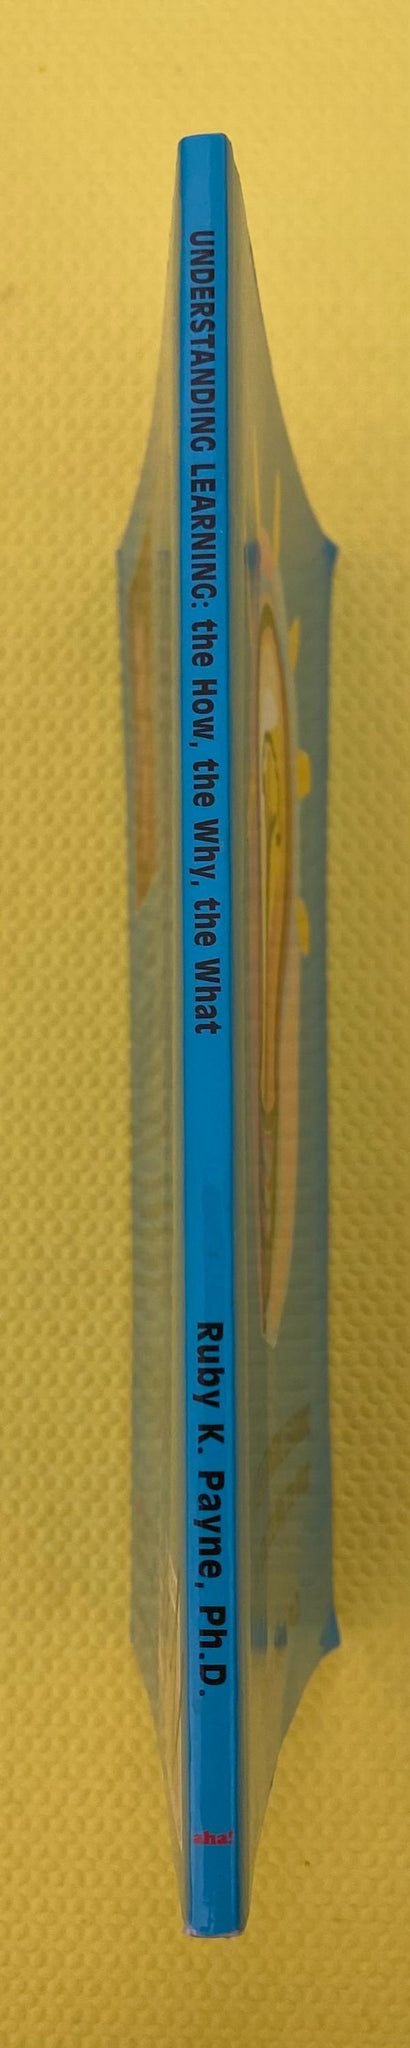 UNDERSTANDING LEARNING: the How, the Why, the What
Ruby K. Payne, Ph.D.
aha!